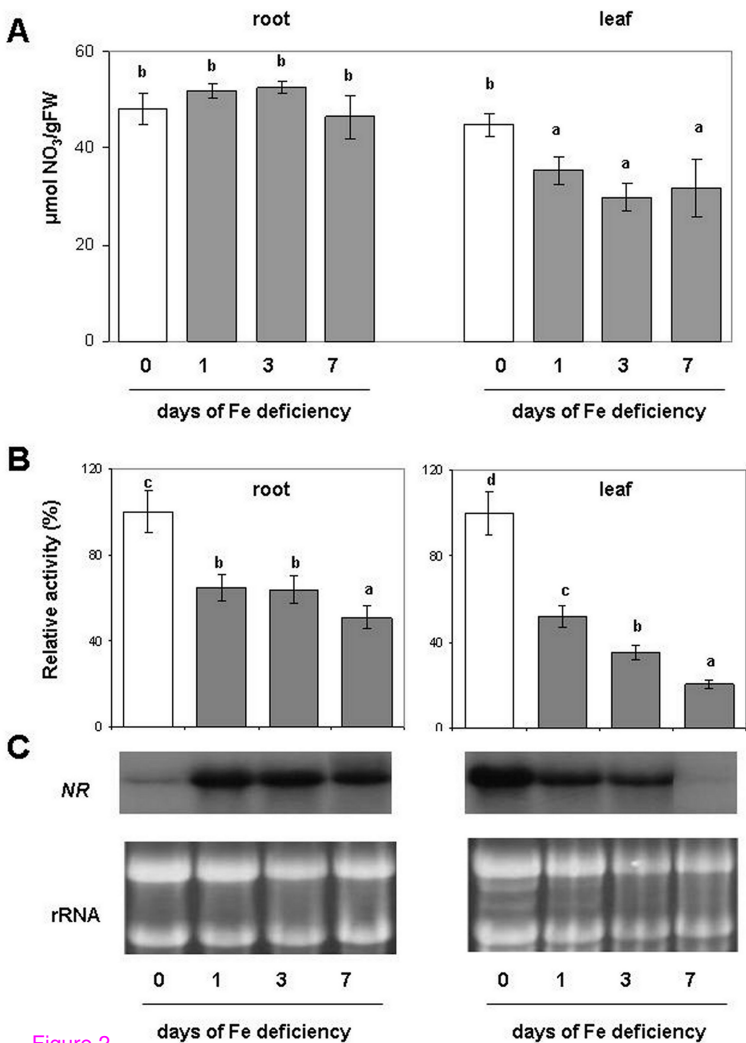 A
root leaf
µmol NO3/gFW
60
40
20
0
b b b b
b a a a
0 1 3 7 0 1 3 7
days of Fe deficiency days of Fe deficiency
B
Relative activity (%)
120
80
40
0
root
c b b a
120
80
40
0
leaf
d c b a
C
NR
rRNA
0 1 3 7 0 1 3 7
days of Fe deficiency days of Fe deficiency
Figure 2